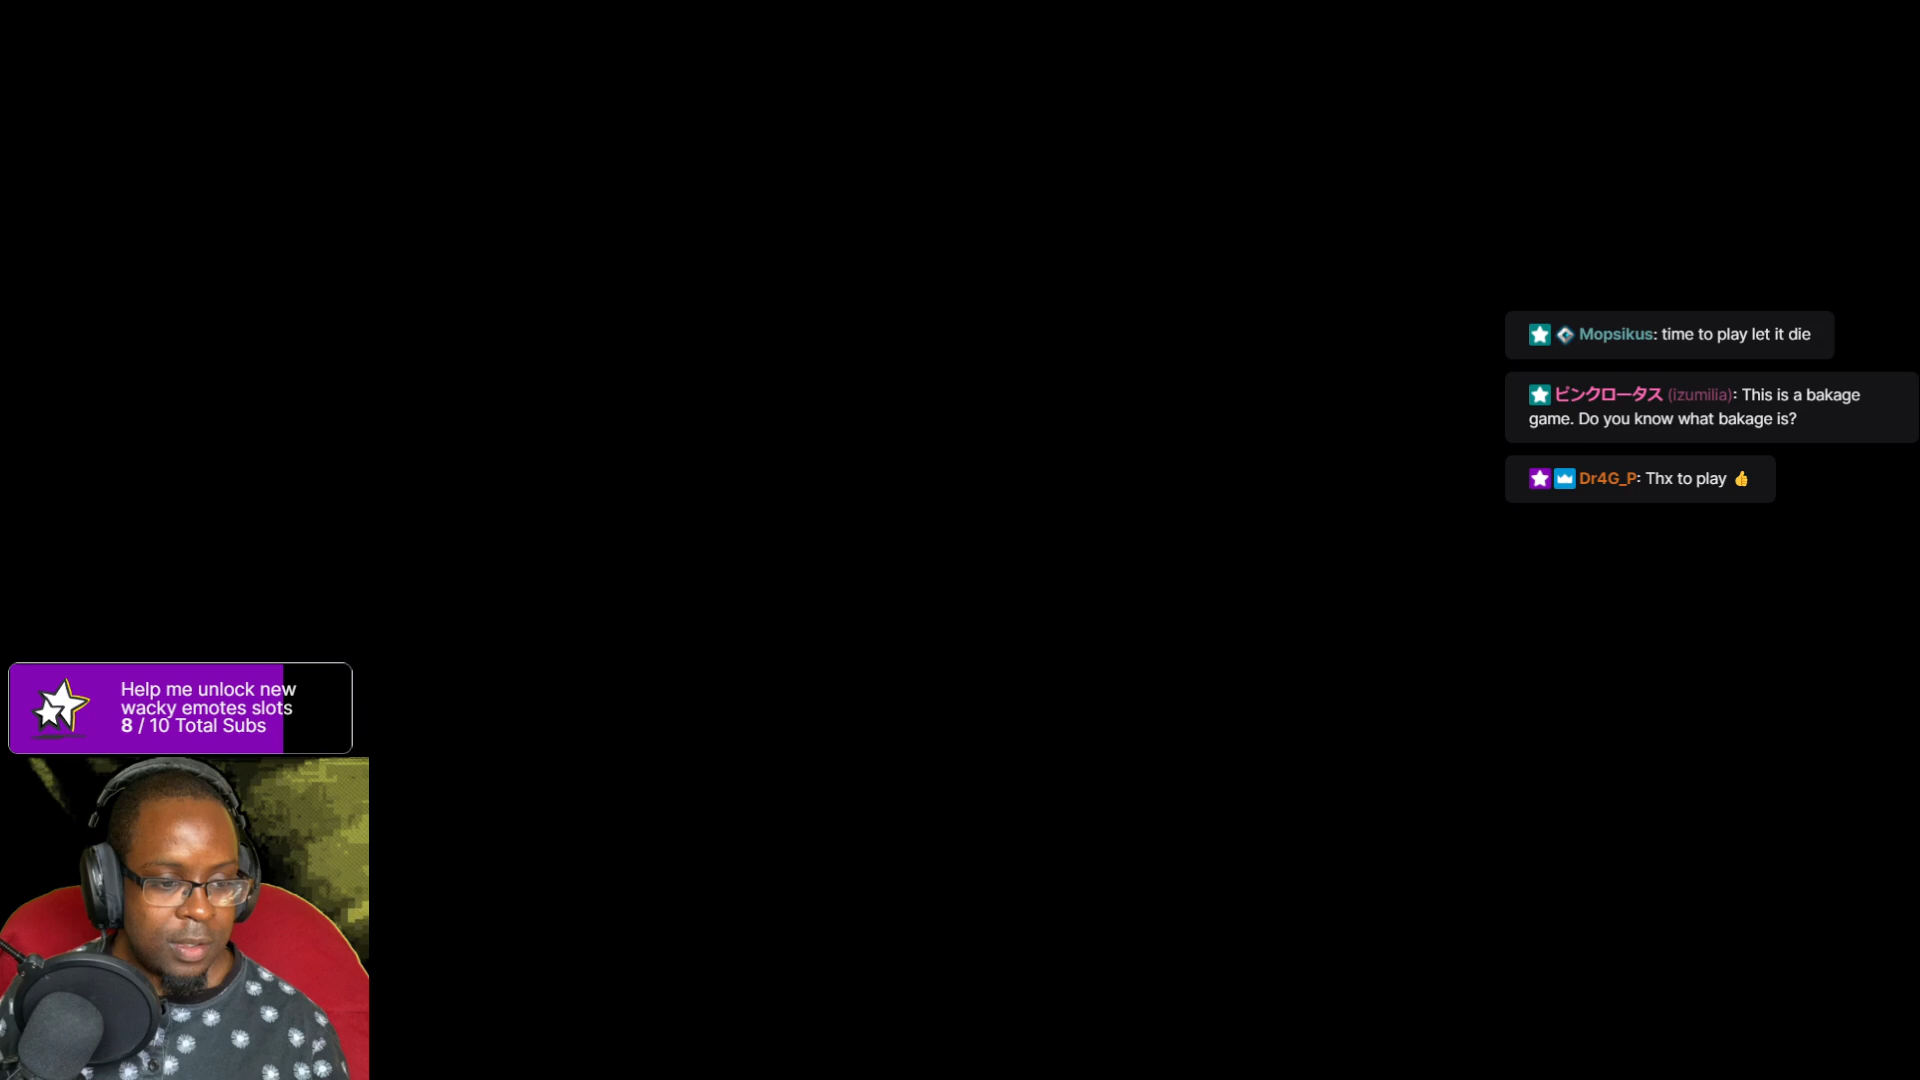 Mopsikus: time to play let it die
ピンクロータス (izumilia): This is a bakage
game. Do you know what bakage is?
Dr4G_P: Thx to play 👍
Help me unlock new
wacky emotes slots
8 / 10 Total Subs